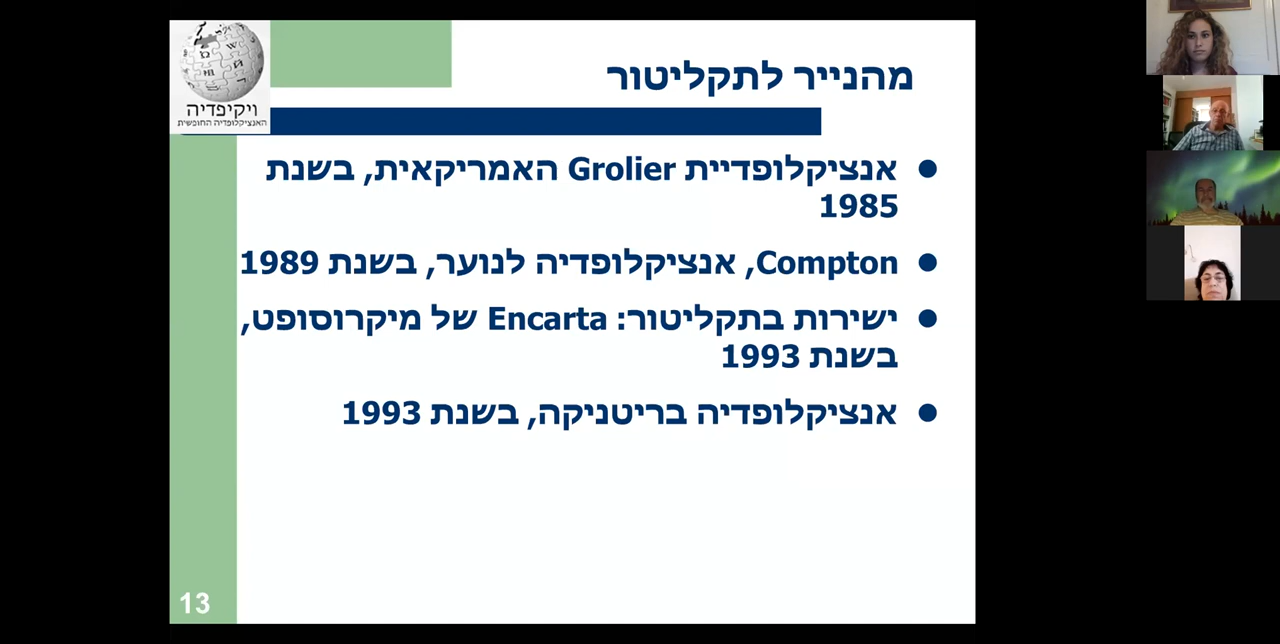 ויקיפדיה
האנציקלופדיה החופשית
מהנייר לתקליטור
אנציקלופדיית Grolier האמריקאית, בשנת
1985
Compton, אנציקלופדיה לנוער, בשנת 1989
ישירות בתקליטור: Encarta של מיקרוסופט,
בשנת 1993
אנציקלופדיה בריטניקה, בשנת 1993
13